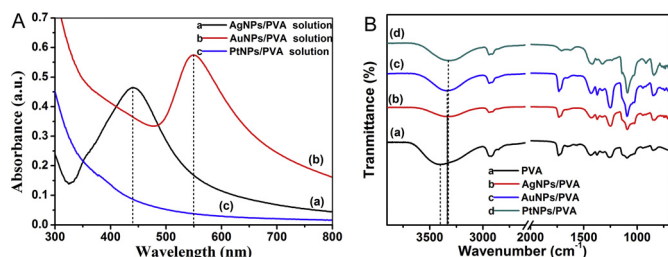 A
0.7
0.6
0.5
0.4
0.3
0.2
0.1
0.0
Absorbance (a.u.)
a AgNPs/PVA solution
b AuNPs/PVA solution
c PtNPs/PVA solution
(b)
(a)
(c)
300 400 500 600 700 800
Wavelength (nm)
B
Tranmittance (%)
(d)
(c)
(b)
(a)
a PVA
b AgNPs/PVA
c AuNPs/PVA
d PtNPs/PVA
3500 3000 2500 2000 1500 1000
Wavenumber (cm-1)